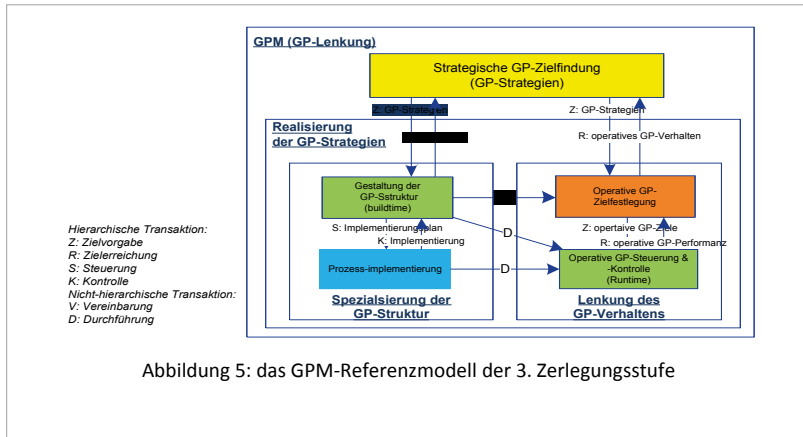 GPM (GP-Lenkung)
Strategische GP-Zielfindung
(GP-Strategien)
Z: GP-Strategien
Z: GP-Strategien
R: operatives GP-Verhalten
Realisierung
der GP-Strategien
Gestaltung der
GP-Sstruktur
(buildtime)
Operative GP-
Zielfestlegung
S: Implementierungsplan
K: Implementierung
Z: opertaive GP-Ziele
R: operative GP-Performanz
D
Prozess-implementierung
D
Operative GP-Steuerung &
-Kontrolle
(Runtime)
Spezialisierung der
GP-Struktur
Lenkung des
GP-Verhaltens
Hierarchische Transaktion:
Z: Zielvorgabe
R: Zielerreichung
S: Steuerung
K: Kontrolle
Nicht-hierarchische Transaktion:
V: Vereinbarung
D: Durchführung
Abbildung 5: das GPM-Referenzmodell der 3. Zerlegungsstufe